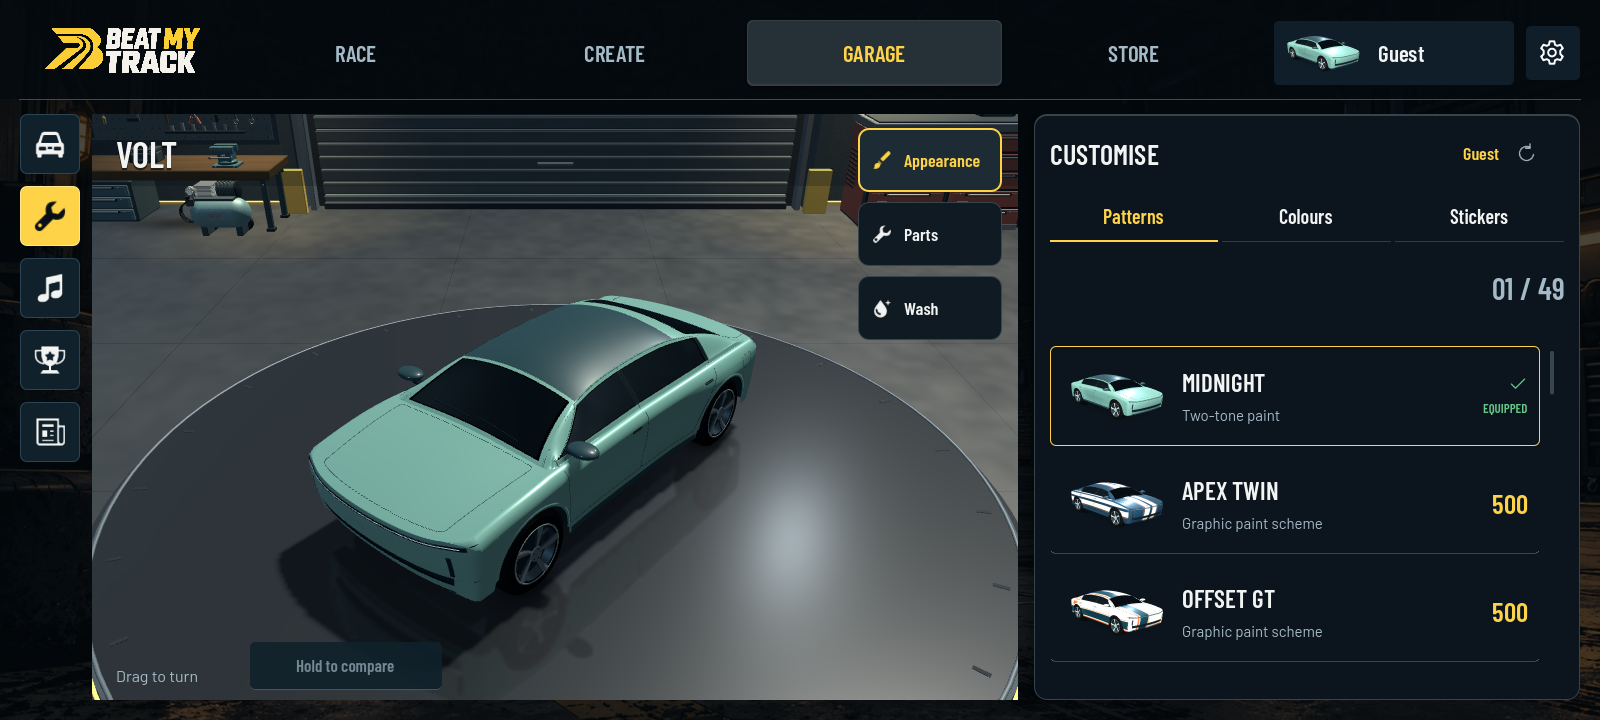 BEAT MY
TRACK
RACE
CREATE
GARAGE
STORE
Guest
VOLT
Appearance
Parts
Wash
Drag to turn
Hold to compare
CUSTOMISE
Guest
Patterns
Colours
Stickers
01 / 49
MIDNIGHT
Two-tone paint
EQUIPPED
APEX TWIN
Graphic paint scheme
500
OFFSET GT
Graphic paint scheme
500